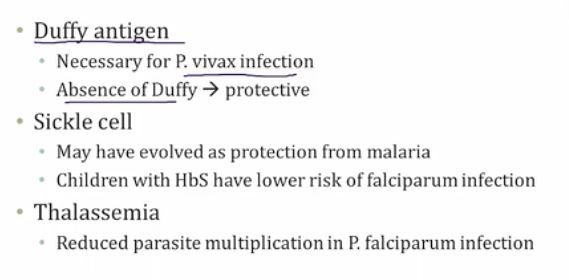 • Duffy antigen
• Necessary for P. vivax infection
• Absence of Duffy → protective
• Sickle cell
• May have evolved as protection from malaria
• Children with HbS have lower risk of falciparum infection
• Thalassemia
• Reduced parasite multiplication in P. falciparum infection